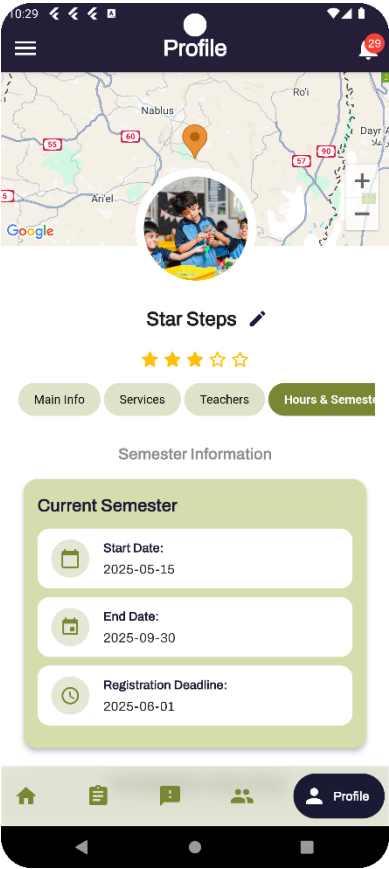 10:29
Profile
29
Ro'i
Nablus
60
55
90
57
Dayr A
5
An'el
+
−
Google
Star Steps
Main Info Services Teachers Hours & Semeste
Semester Information
Current Semester
Start Date:
2025-05-15
End Date:
2025-09-30
Registration Deadline:
2025-06-01
Profile